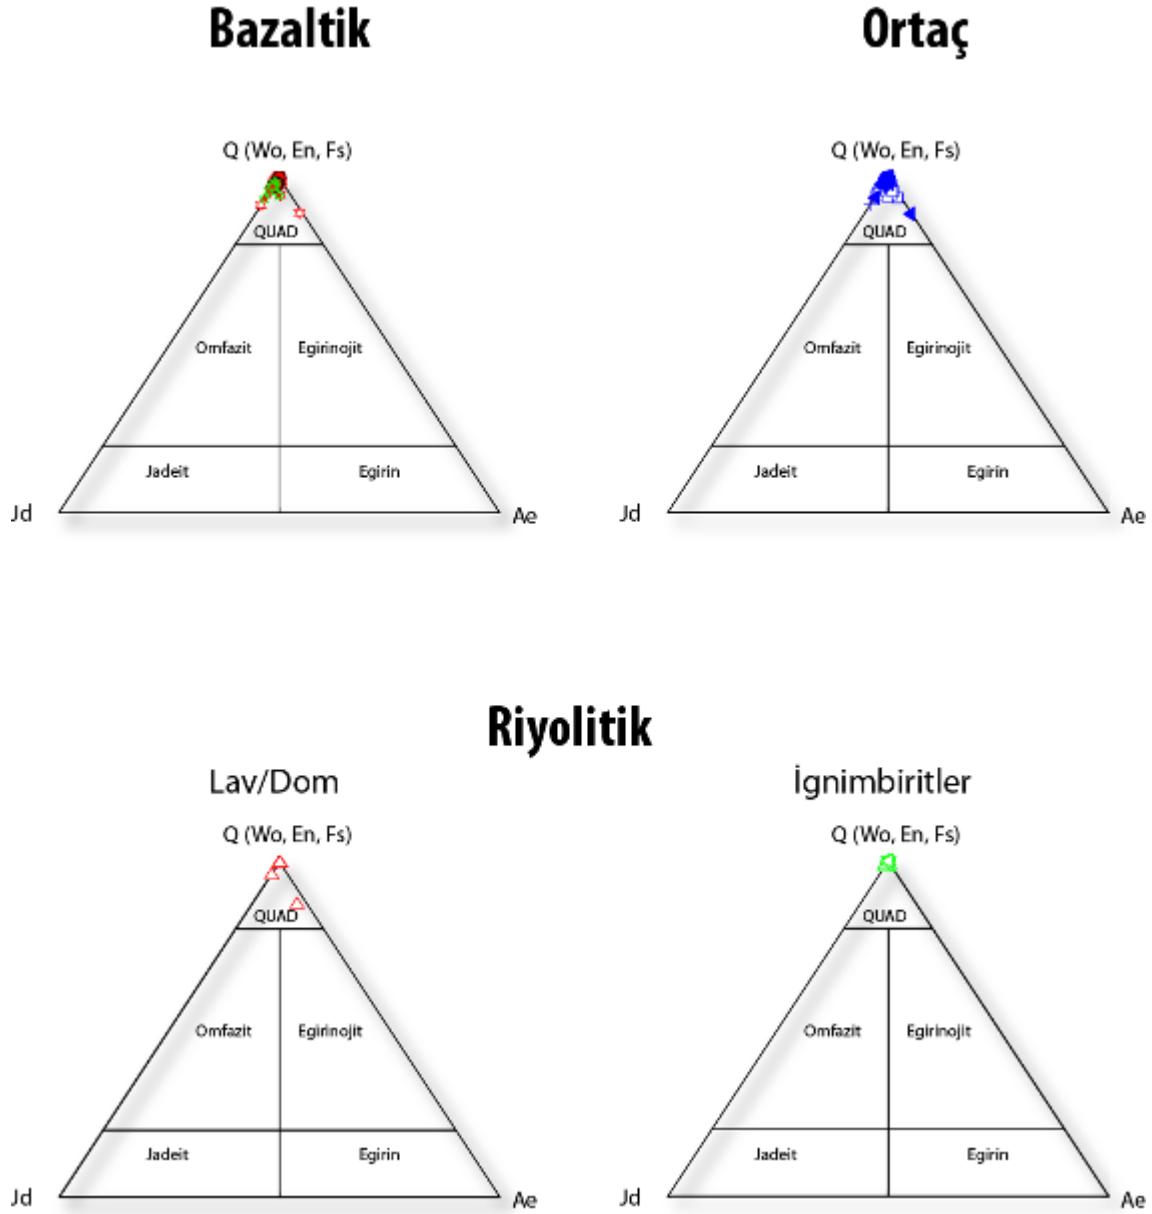 Bazaltik
Ortaç
Q (Wo, En, Fs)
QUAD
Omfazit
Egirinojit
Jadeit
Egirin
Jd
Ae
Q (Wo, En, Fs)
QUAD
Omfazit
Egirinojit
Jadeit
Egirin
Jd
Ae
Riyolitik
Lav/Dom
İgnimbiritler
Q (Wo, En, Fs)
QUAD
Omfazit
Egirinojit
Jadeit
Egirin
Jd
Ae
Q (Wo, En, Fs)
QUAD
Omfazit
Egirinojit
Jadeit
Egirin
Jd
Ae